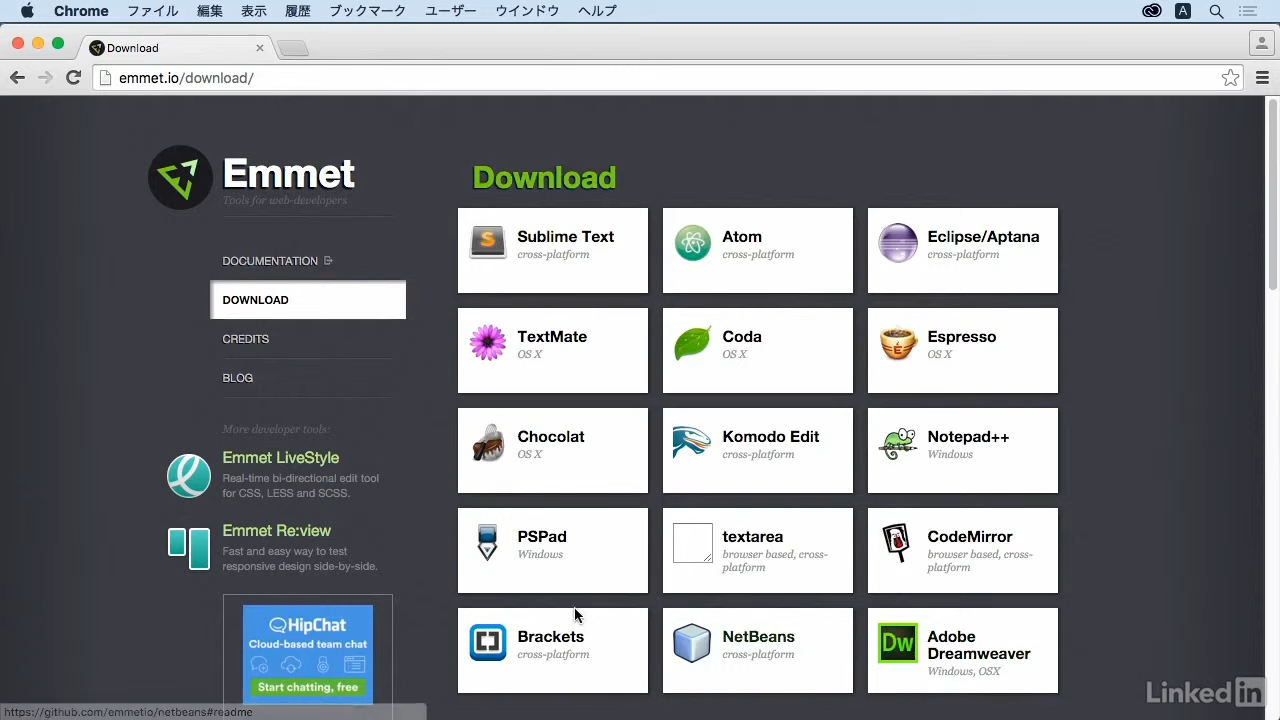 Chrome ファイル 編集 表示 履歴 ブックマーク ユーザー ウインドウ ヘルプ A
Download
emmet.io/download/
Emmet
Tools for web-developers
DOCUMENTATION
DOWNLOAD
CREDITS
BLOG
More developer tools:
Emmet LiveStyle
Real-time bi-directional edit tool
for CSS, LESS and SCSS.
Emmet Re:view
Fast and easy way to test
responsive design side-by-side.
HipChat
Cloud-based team chat
Start chatting, free
Download
Sublime Text
cross-platform
Atom
cross-platform
Eclipse/Aptana
cross-platform
TextMate
OS X
Coda
OS X
Espresso
OS X
Chocolat
OS X
Komodo Edit
cross-platform
Notepad++
Windows
PSPad
Windows
textarea
browser based, cross-
platform
CodeMirror
browser based, cross-
platform
Brackets
cross-platform
NetBeans
cross-platform
Dw
Adobe
Dreamweaver
Windows, OSX
https://github.com/emmetio/netbeans#readme
Linked in